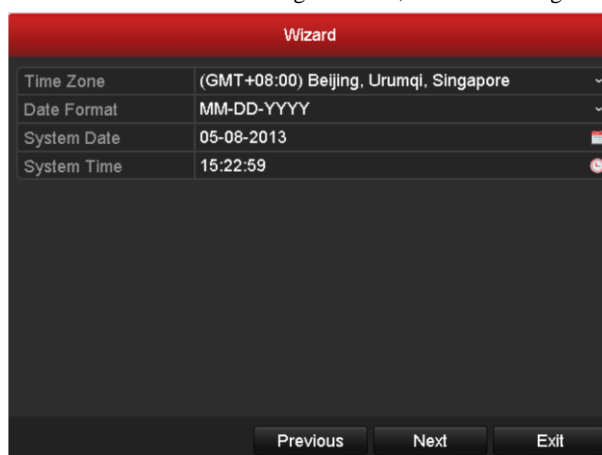 Wizard
Time Zone (GMT+08:00) Beijing, Urumqi, Singapore
Date Format MM-DD-YYYY
System Date 05-08-2013
System Time 15:22:59
Previous Next Exit